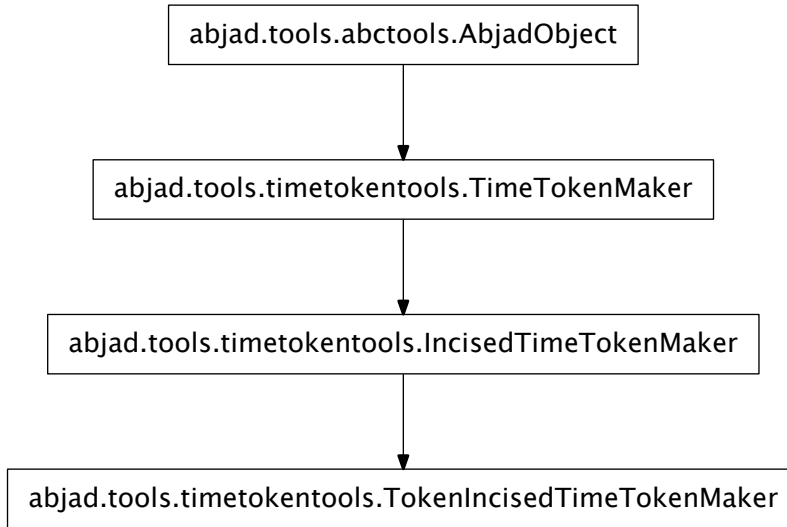 abjad.tools.abctools.AbjadObject
abjad.tools.timetokentools.TimeTokenMaker
abjad.tools.timetokentools.IncisedTimeTokenMaker
abjad.tools.timetokentools.TokenIncisedTimeTokenMaker